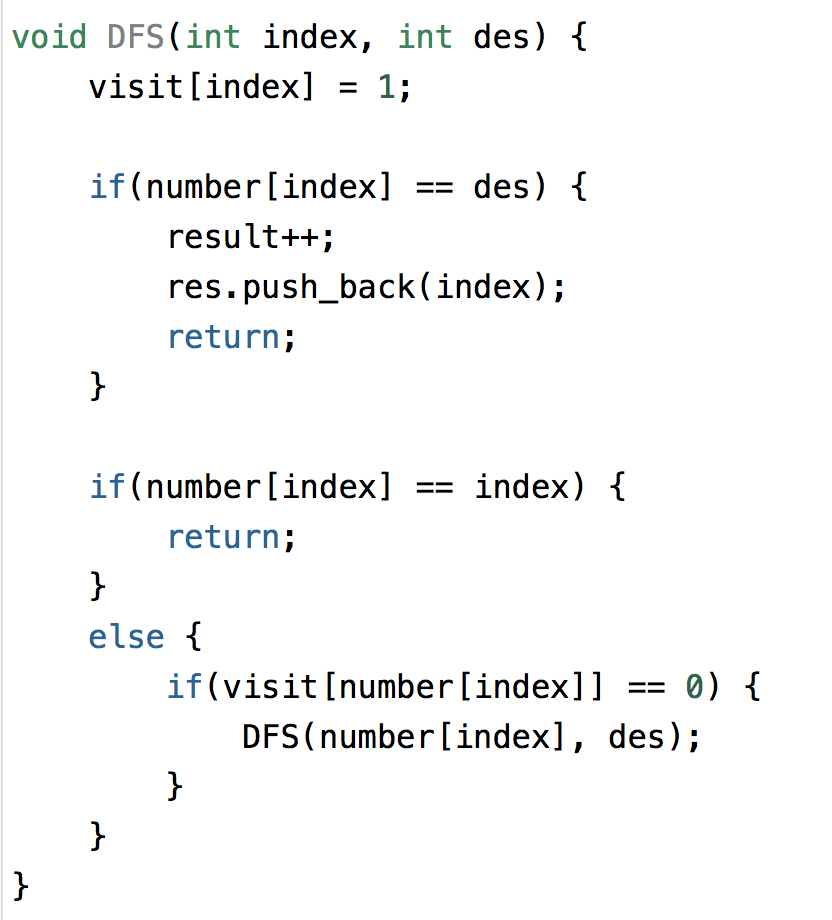 void DFS(int index, int des) {
    visit[index] = 1;

    if(number[index] == des) {
        result++;
        res.push_back(index);
        return;
    }

    if(number[index] == index) {
        return;
    }
    else {
        if(visit[number[index]] == 0) {
            DFS(number[index], des);
        }
    }
}